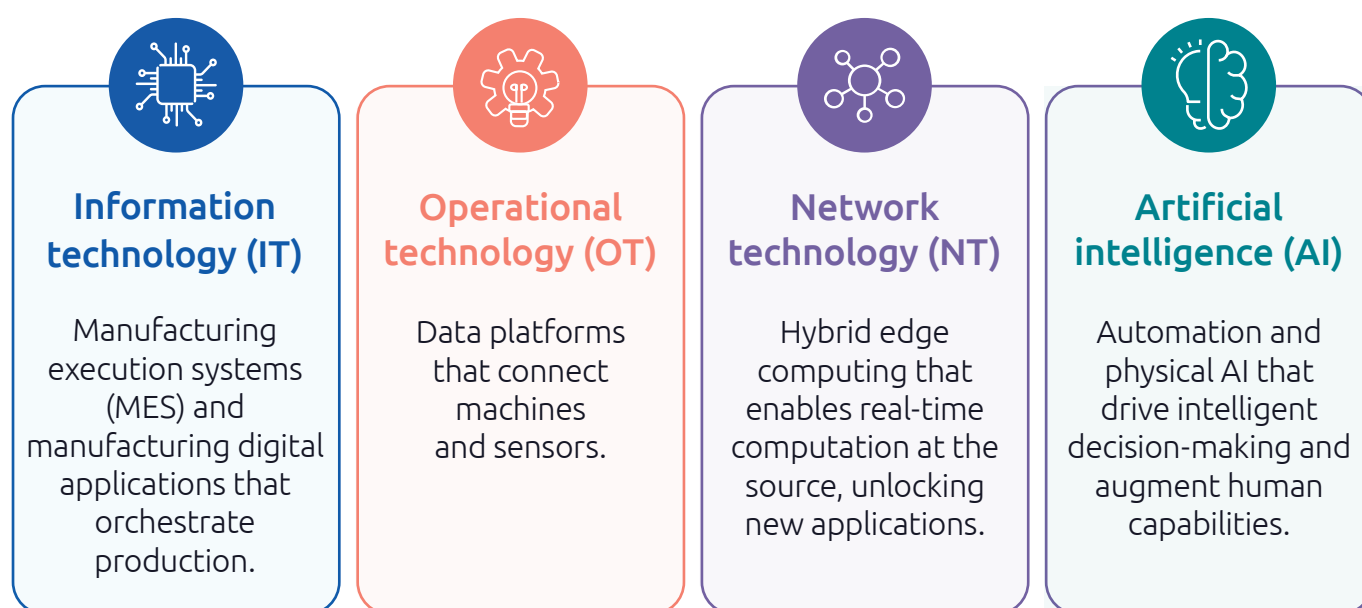 Information
technology (IT)
Manufacturing
execution systems
(MES) and
manufacturing digital
applications that
orchestrate
production.
Operational
technology (OT)
Data platforms
that connect
machines
and sensors.
Network
technology (NT)
Hybrid edge
computing that
enables real-time
computation at the
source, unlocking
new applications.
Artificial
intelligence (AI)
Automation and
physical AI that
drive intelligent
decision-making and
augment human
capabilities.